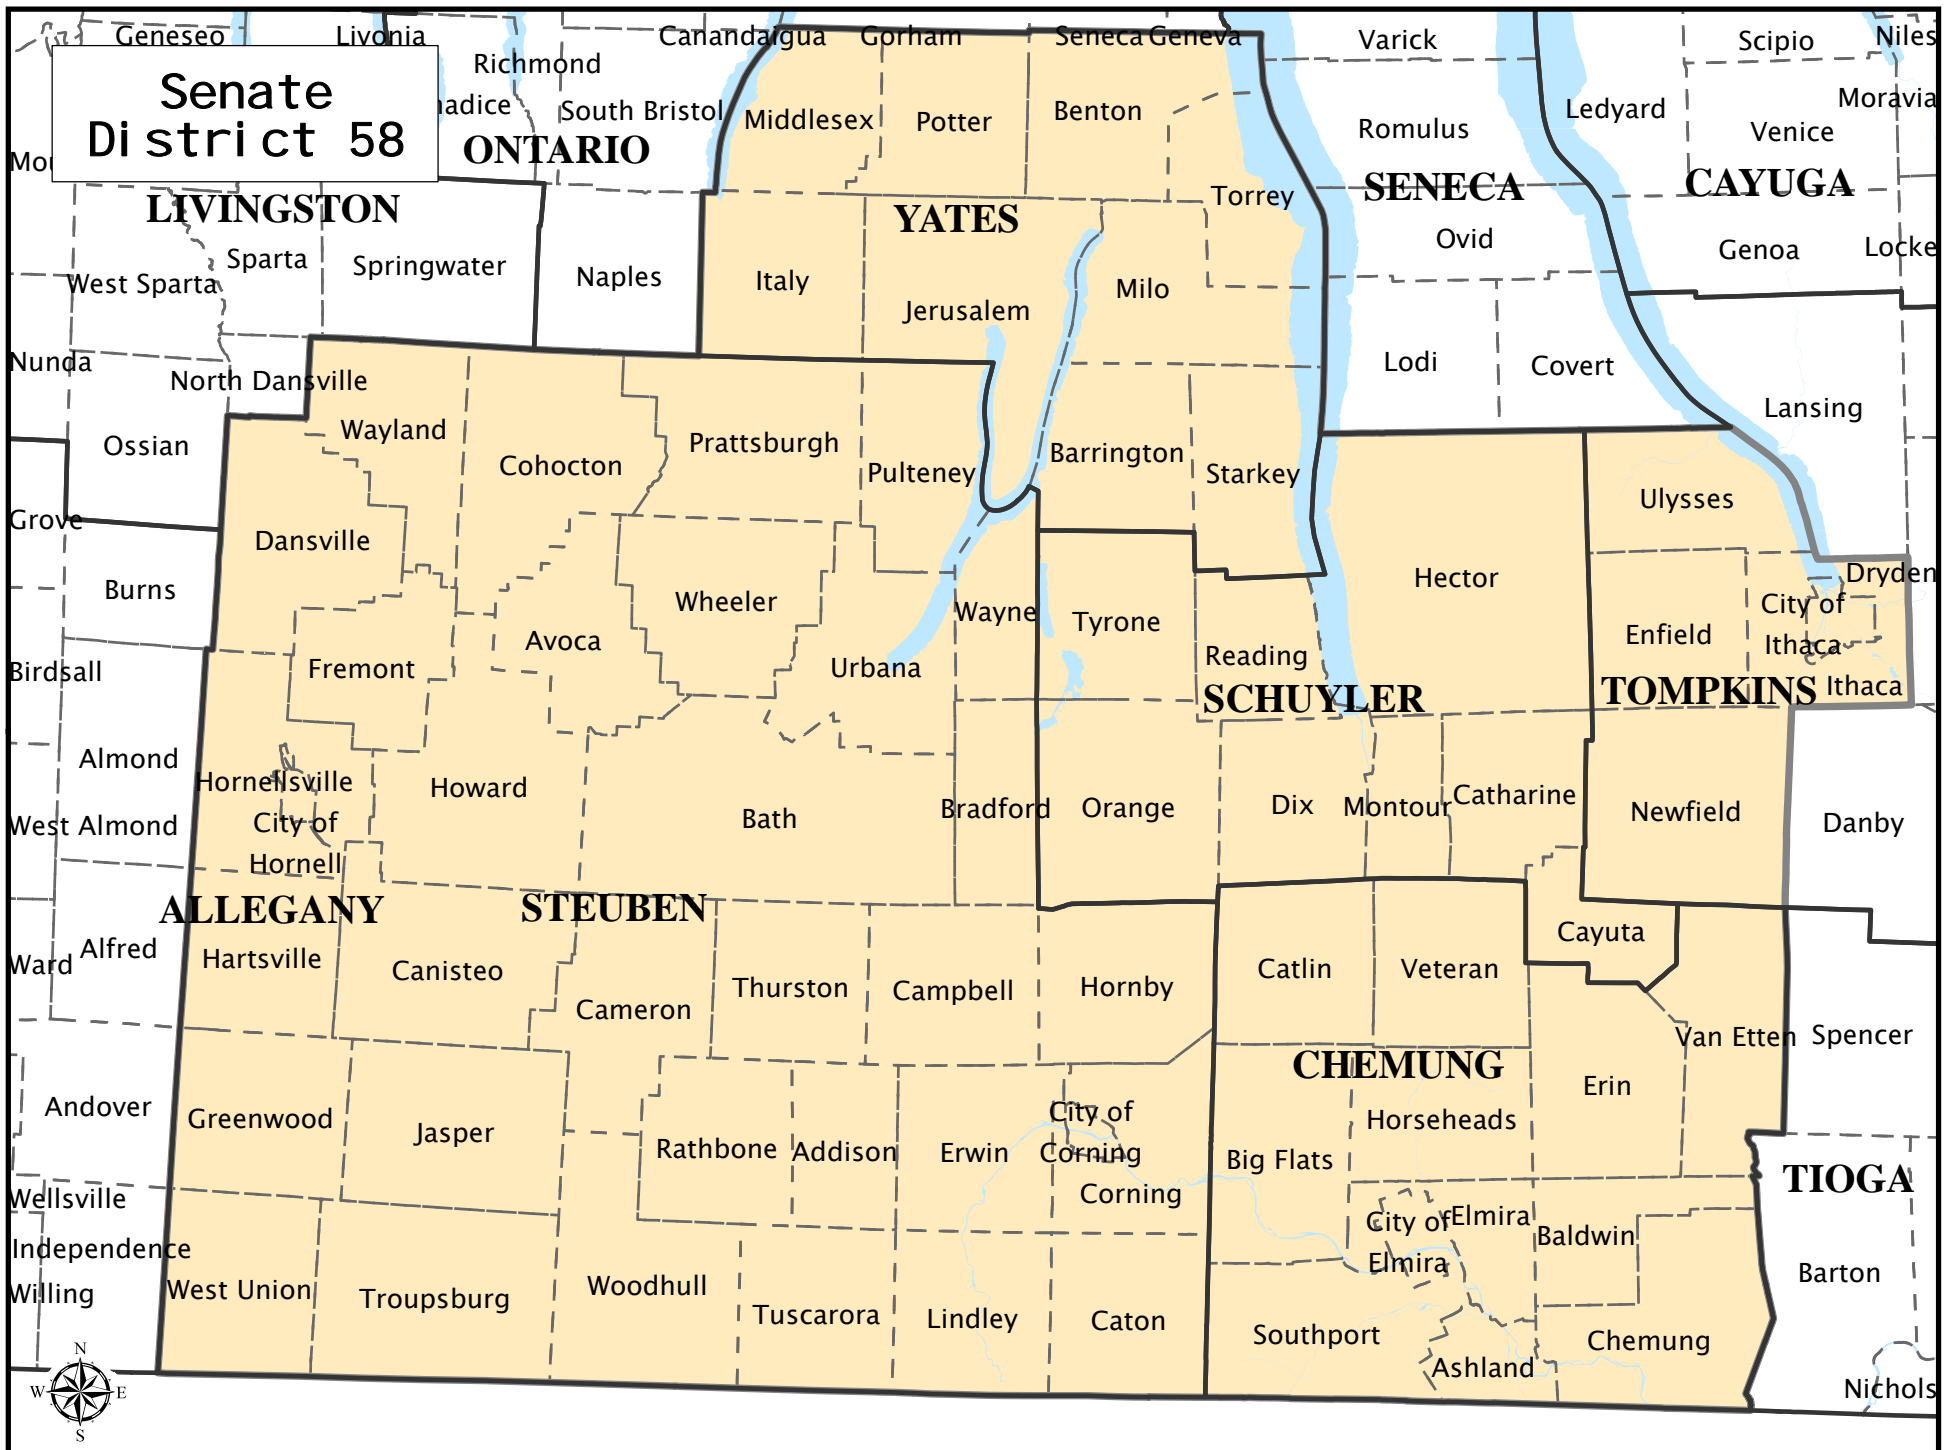 Geneseo
Livonia
Canandaigua
Gorham
Seneca
Geneva
Varick
Scipio
Niles
Senate
District 58
Richmond
South Bristol
Middlesex
Potter
Benton
Romulus
Ledyard
Venice
Moravia
ONTARIO
LIVINGSTON
YATES
SENECA
CAYUGA
Torrey
West Sparta
Sparta
Springwater
Naples
Italy
Jerusalem
Milo
Ovid
Genoa
Locke
Nunda
North Dansville
Lodi
Covert
Lansing
Ossian
Wayland
Cohocton
Prattsburgh
Pulteney
Barrington
Starkey
Ulysses
Grove
Dansville
Burns
Wheeler
Wayne
Tyrone
Hector
Dryden
City of
Ithaca
Enfield
Birdsall
Fremont
Avoca
Urbana
Reading
SCHUYLER
TOMPKINS
Ithaca
Almond
Hornellsville
City of
Hornell
Howard
Bath
Bradford
Orange
Dix
Montour
Catharine
Newfield
Danby
West Almond
ALLEGANY
STEUBEN
Ward
Alfred
Hartsville
Canisteo
Cameron
Thurston
Campbell
Hornby
Catlin
Veteran
Cayuta
Van Etten
Spencer
CHEMUNG
Erin
Andover
Greenwood
Jasper
Rathbone
Addison
Erwin
City of
Corning
Corning
Big Flats
Horseheads
TIOGA
Wellsville
Independence
Willing
West Union
Troupsburg
Woodhull
Tuscarora
Lindley
Caton
City of
Elmira
Elmira
Baldwin
Barton
Southport
Ashland
Chemung
Nichols
N
W
E
S